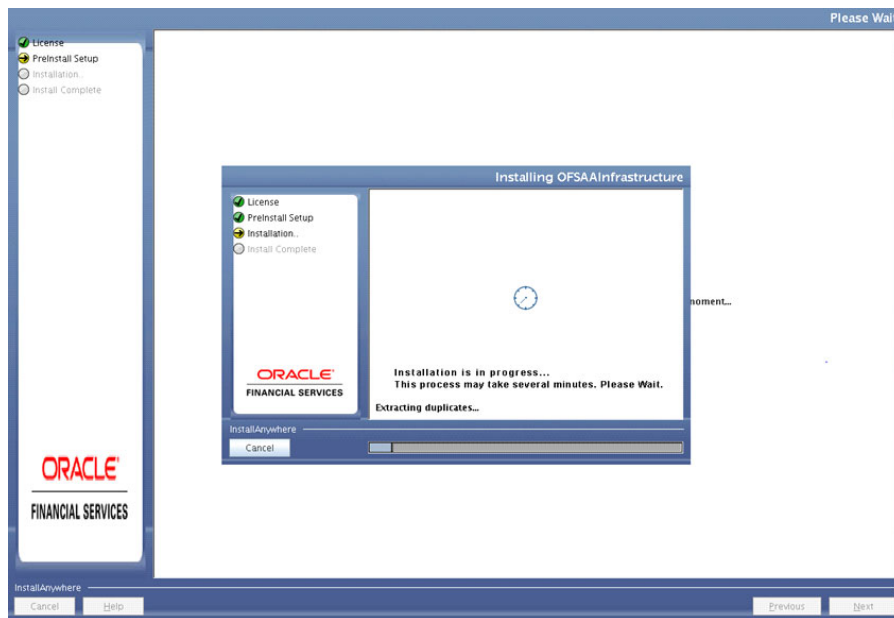 Please Wait
License
PreInstall Setup
Installation..
Install Complete
Installing OFSAAInfrastructure
License
PreInstall Setup
Installation..
Install Complete
moment...
Installation is in progress...
This process may take several minutes. Please Wait.
ORACLE
FINANCIAL SERVICES
Extracting duplicates...
InstallAnywhere
Cancel
ORACLE
FINANCIAL SERVICES
InstallAnywhere
Cancel
Help
Previous
Next